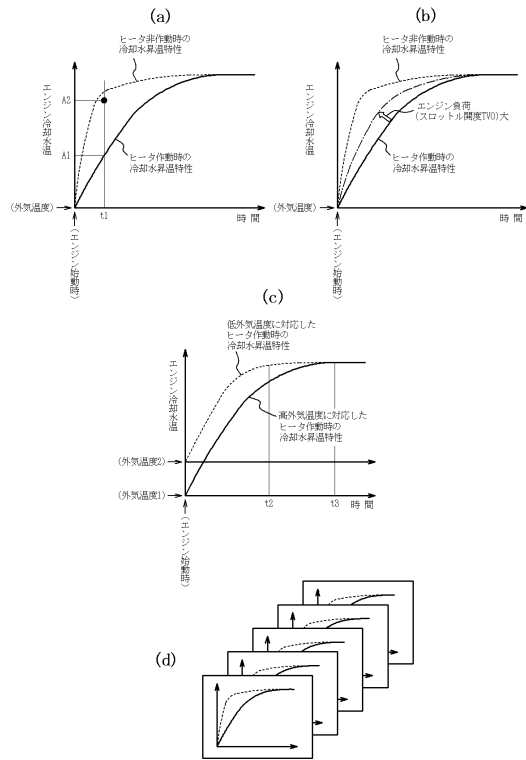 (a)
ヒータ非作動時の
冷却水昇温特性
エンジン冷却水温
A2
A1
ヒータ作動時の
冷却水昇温特性
(外気温度)
t1
時 間
(エンジン始動時)
(b)
ヒータ非作動時の
冷却水昇温特性
エンジン冷却水温
エンジン負荷
(スロットル開度TVO)大
ヒータ作動時の
冷却水昇温特性
(外気温度)
時 間
(エンジン始動時)
(c)
低外気温度に対応した
ヒータ作動時の
冷却水昇温特性
エンジン冷却水温
高外気温度に対応した
ヒータ作動時の
冷却水昇温特性
(外気温度2)
(外気温度1)
t2
t3
時 間
(エンジン始動時)
(d)